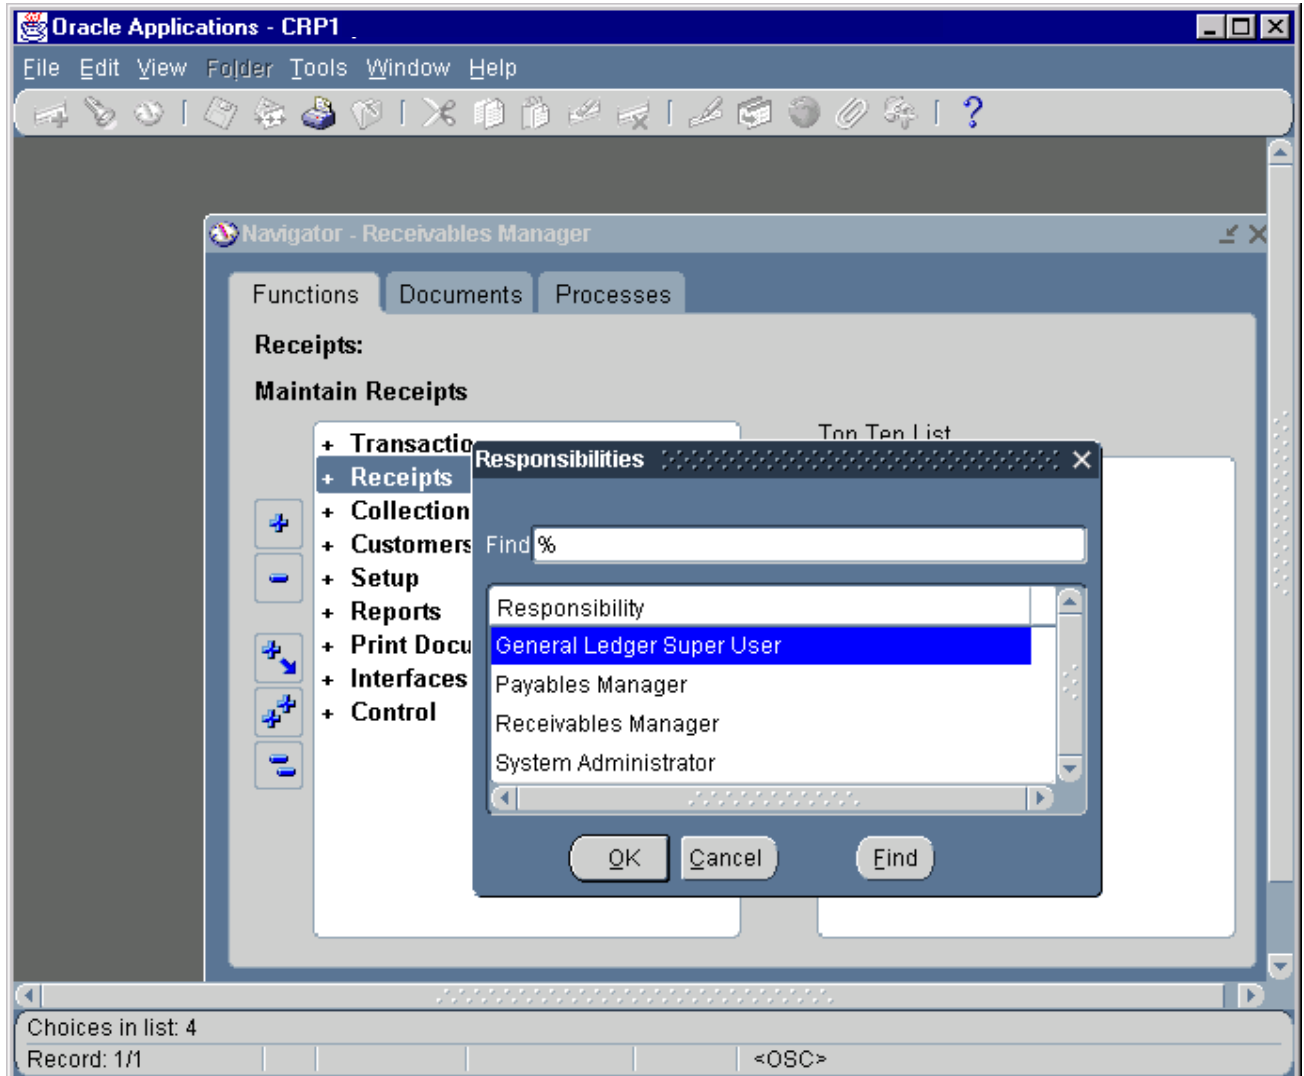 Oracle Applications - CRP1
File Edit View Folder Tools Window Help
Navigator - Receivables Manager
Functions Documents Processes
Receipts:
Maintain Receipts
Top Ten List
+ Transactio
+ Receipts
+ Collection
+ Customers
+ Setup
+ Reports
+ Print Docu
+ Interfaces
+ Control
Responsibilities
Find %
Responsibility
General Ledger Super User
Payables Manager
Receivables Manager
System Administrator
OK Cancel Find
Choices in list: 4
Record: 1/1 <OSC>